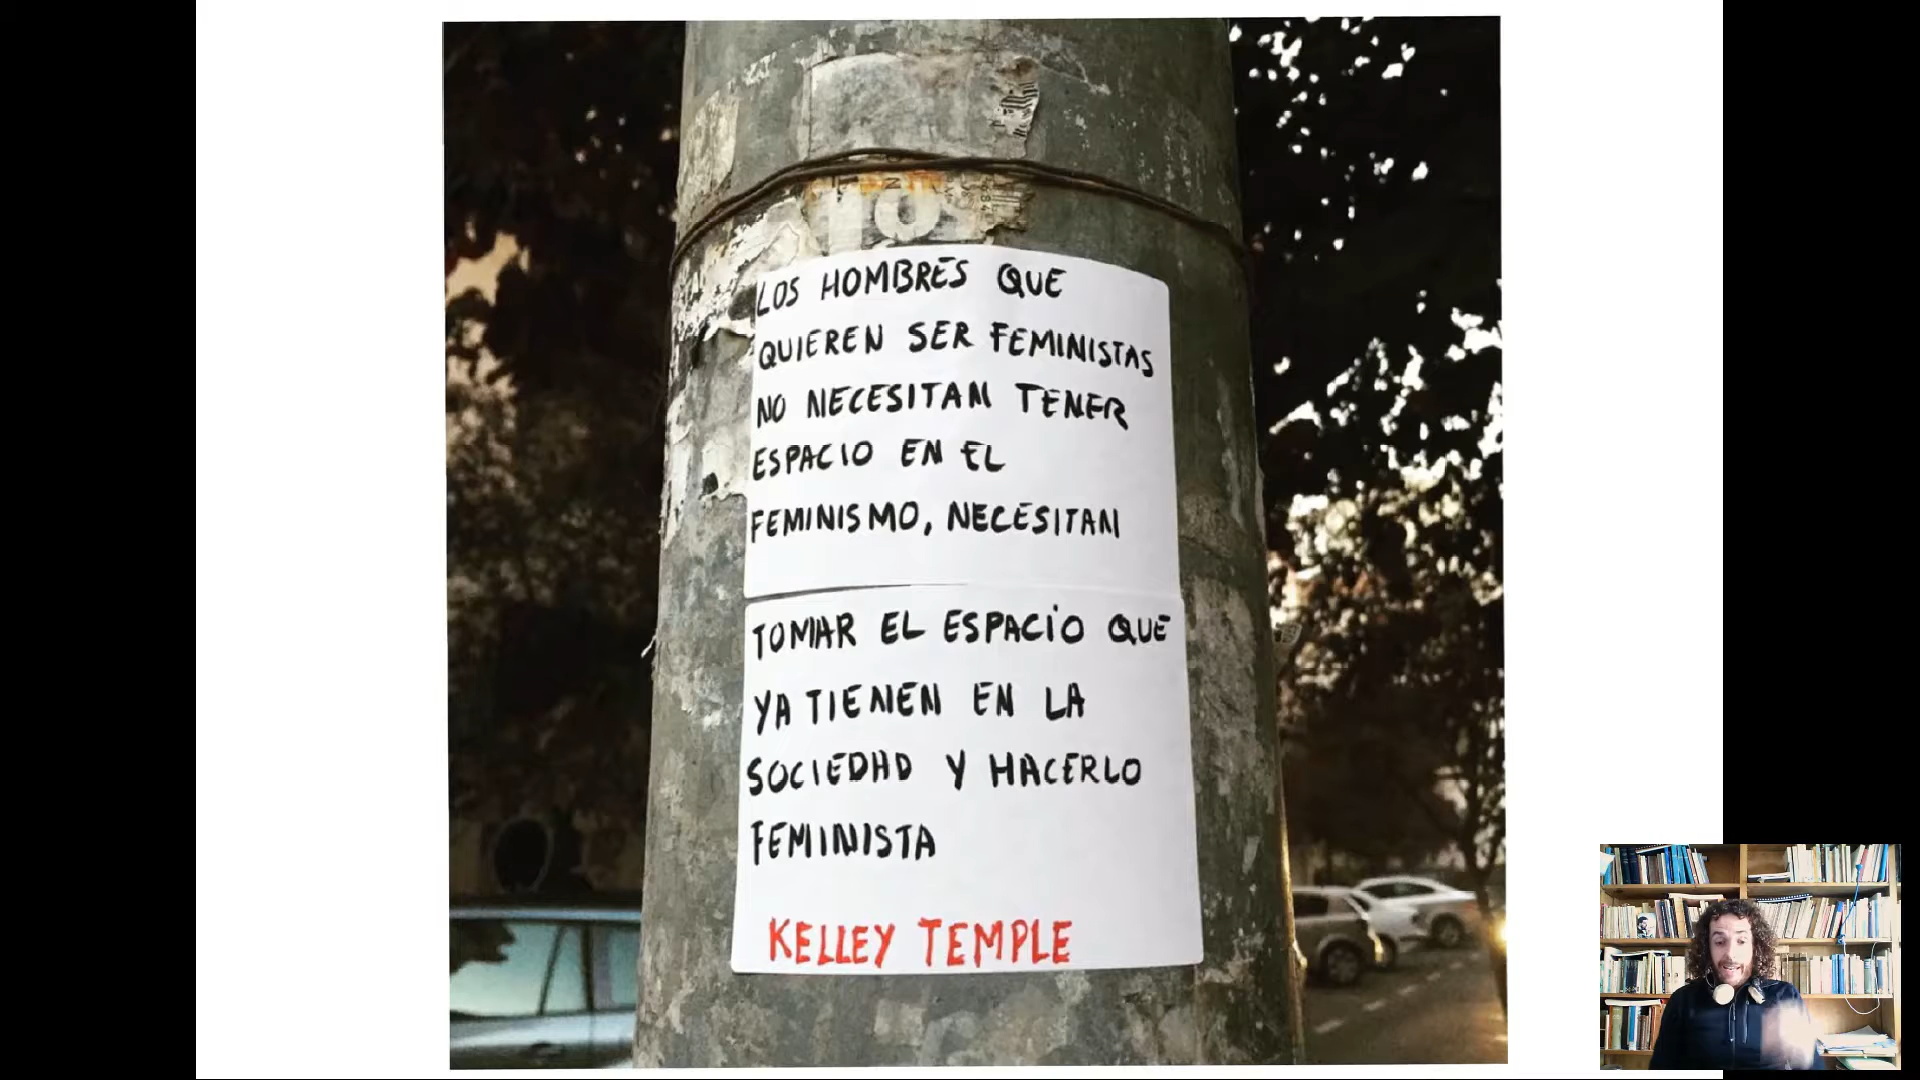 LOS HOMBRES QUE
QUIEREN SER FEMINISTAS
NO NECESITAN TENER
ESPACIO EN EL
FEMINISMO, NECESITAN
TOMAR EL ESPACIO QUE
YA TIENEN EN LA
SOCIEDAD Y HACERLO
FEMINISTA
KELLEY TEMPLE